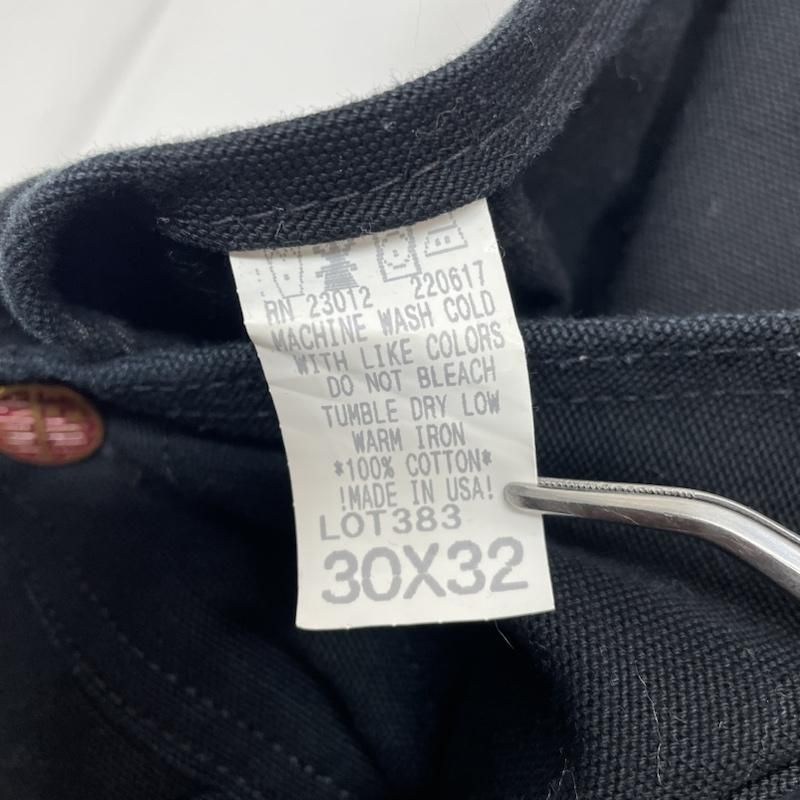 RN 23012 220617
MACHINE WASH COLD
WITH LIKE COLORS
DO NOT BLEACH
TUMBLE DRY LOW
WARM IRON
*100% COTTON*
!MADE IN USA!
LOT383
30X32